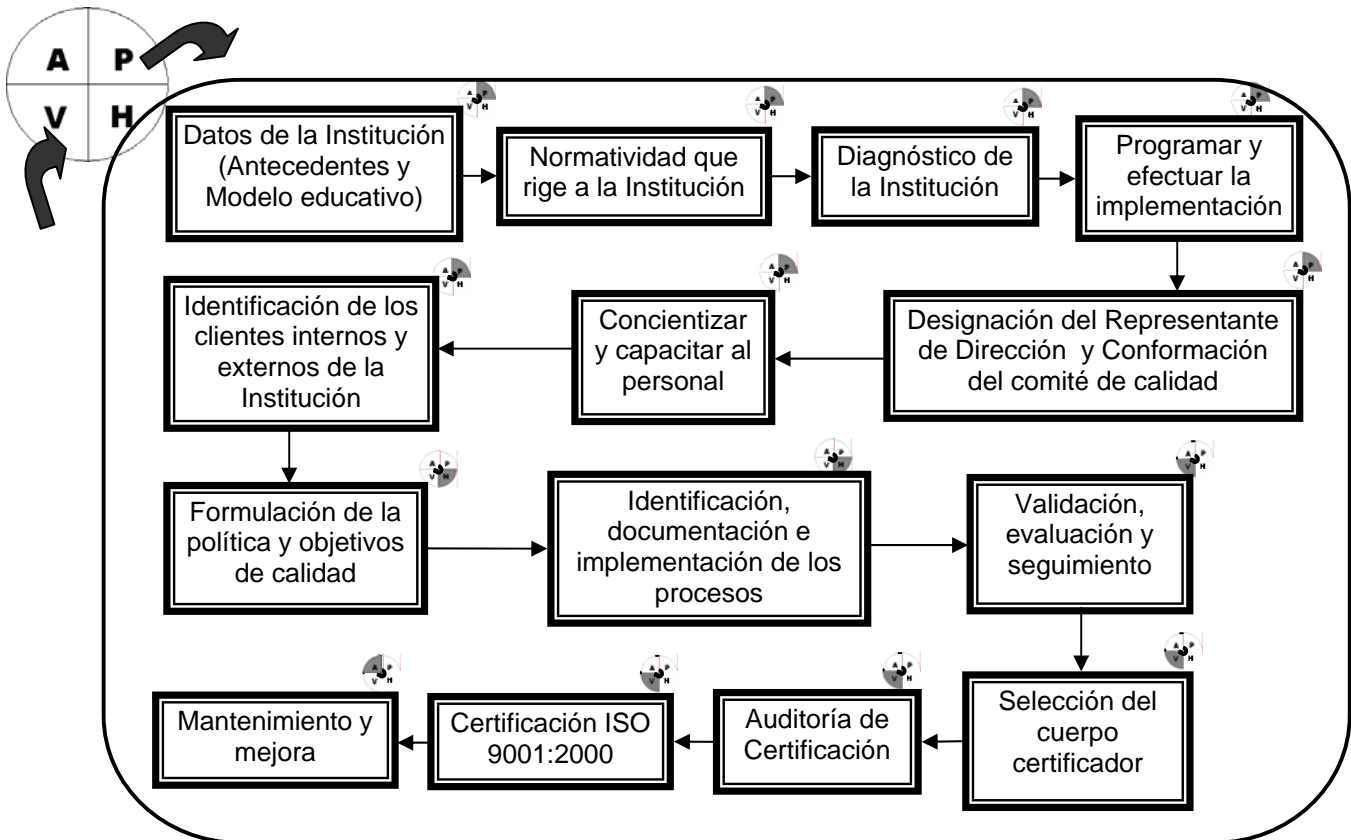 A P
V H
A P
V H
Datos de la Institución
(Antecedentes y
Modelo educativo)
A P
V H
Normatividad que
rige a la Institución
A P
V H
Diagnóstico de
la Institución
A P
V H
Programar y
efectuar la
implementación
A P
V H
Designación del Representante
de Dirección y Conformación
del comité de calidad
A P
V H
Concientizar
y capacitar al
personal
A P
V H
Identificación de los
clientes internos y
externos de la
Institución
A P
V H
Formulación de la
política y objetivos
de calidad
A P
V H
Identificación,
documentación e
implementación de los
procesos
A P
V H
Validación,
evaluación y
seguimiento
A P
V H
Selección del
cuerpo
certificador
A P
V H
Auditoría de
Certificación
A P
V H
Certificación ISO
9001:2000
A P
V H
Mantenimiento y
mejora